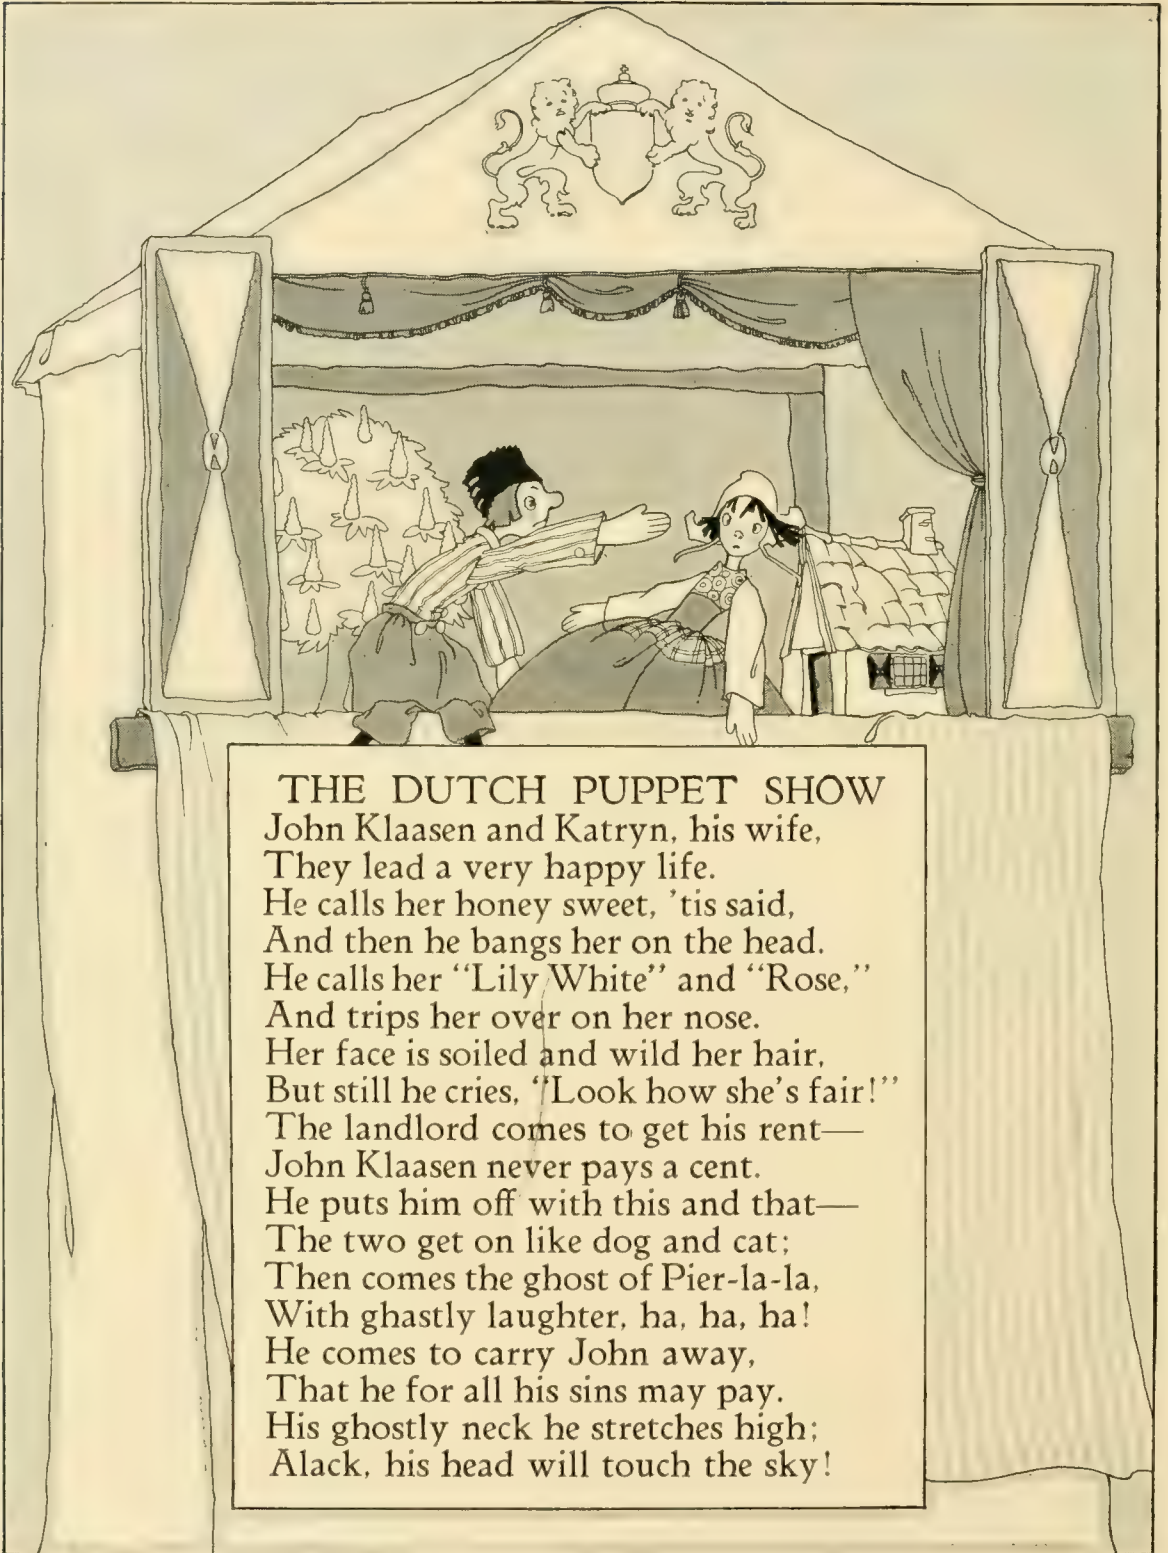 THE DUTCH PUPPET SHOW
John Klaasen and Katryn, his wife,
They lead a very happy life.
He calls her honey sweet, 'tis said,
And then he bangs her on the head.
He calls her “Lily White” and “Rose,”
And trips her over on her nose.
Her face is soiled and wild her hair,
But still he cries, “Look how she's fair!”
The landlord comes to get his rent—
John Klaasen never pays a cent.
He puts him off with this and that—
The two get on like dog and cat;
Then comes the ghost of Pier-la-la,
With ghastly laughter, ha, ha, ha!
He comes to carry John away,
That he for all his sins may pay.
His ghostly neck he stretches high;
Alack, his head will touch the sky!